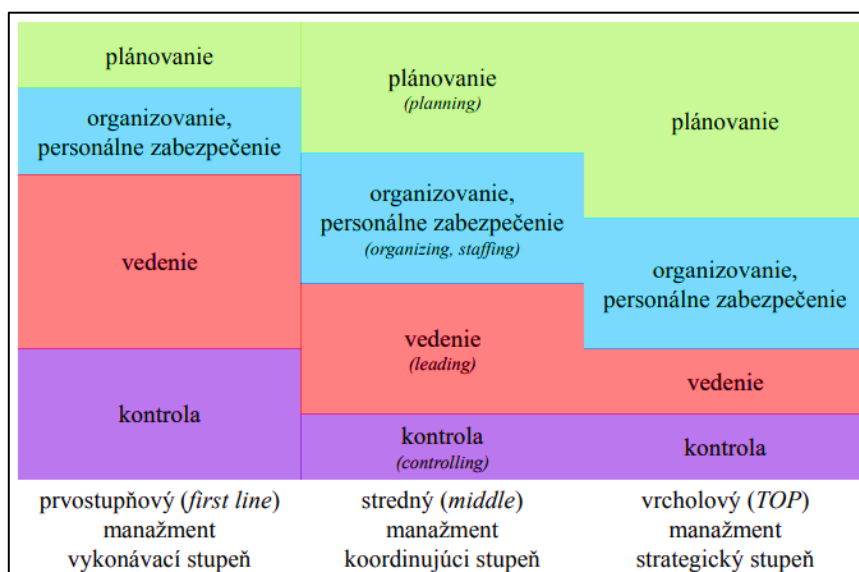 plánovanie
organizovanie,
personálne zabezpečenie
vedenie
kontrola
prvostupňový (first line)
manažment
vykonávací stupeň
plánovanie
(planning)
organizovanie,
personálne zabezpečenie
(organizing, staffing)
vedenie
(leading)
kontrola
(controlling)
stredný (middle)
manažment
koordinujúci stupeň
plánovanie
organizovanie,
personálne zabezpečenie
vedenie
kontrola
vrcholový (TOP)
manažment
strategický stupeň